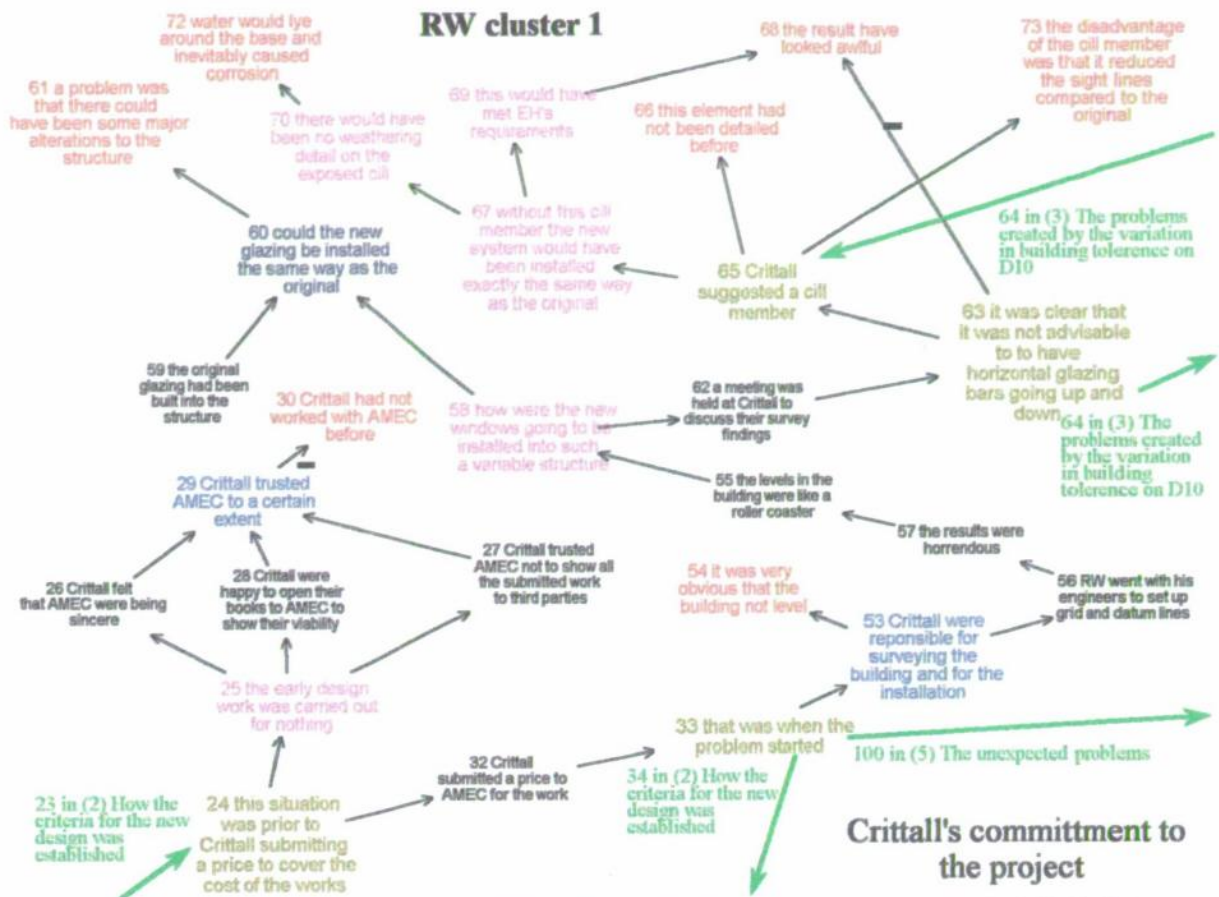 RW cluster 1
72 water would lye
around the base and
inevitably caused
corrosion
68 the result have
looked awlful
73 the disadvantage
of the cill member
was that it reduced
the sight lines
compared to the
original
61 a problem was
that there could
have been some major
alterations to the
structure
70 there would have
been no weathering
detail on the
exposed cill
69 this would have
met EH's
requirements
66 this element had
not been detailed
before
60 could the new
glazing be installed
the same way as the
original
67 without this cill
member the new
system would have
been installed
exactly the same way
as the original
65 Crittall
suggested a cill
member
64 in (3) The problems
created by the variation
in building tolerence on
D10
63 it was clear that
it was not advisable
to to have
horizontal glazing
bars going up and
down
59 the original
glazing had been
built into the
structure
30 Crittall had not
worked with AMEC
before
58 how were the new
windows going to be
installed into such
a variable structure
62 a meeting was
held at Crittall to
discuss their survey
findings
64 in (3) The
problems created
by the variation
in building
tolerence on D10
29 Crittall trusted
AMEC to a certain
extent
55 the levels in the
building were like a
roller coaster
57 the results were
horrendous
26 Crittall felt
that AMEC were being
sincere
28 Crittall were
happy to open their
books to AMEC to
show their viability
27 Crittall trusted
AMEC not to show all
the submitted work
to third parties
54 it was very
obvious that the
building not level
56 RW went with his
engineers to set up
grid and datum lines
53 Crittall were
reponsible for
surveying the
building and for the
installation
25 the early design
work was carried out
for nothing
33 that was when the
problem started
100 in (5) The unexpected problems
32 Crittall
submitted a price to
AMEC for the work
34 in (2) How the
criteria for the new
design was
established
23 in (2) How the
criteria for the new
design was
established
24 this situation
was prior to
Crittall submitting
a price to cover the
cost of the works
Crittall's committment to
the project